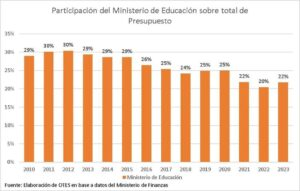 Participación del Ministerio de Educación sobre total de
Presupuesto
35%
30%
25%
20%
15%
10%
5%
0%
29% 30% 30% 29% 29% 29% 26% 25% 24% 25% 25% 22% 20% 22%
2010 2011 2012 2013 2014 2015 2016 2017 2018 2019 2020 2021 2022 2023
Ministerio de Educación
Fuente: Elaboración de OTES en base a datos del Ministerio de Finanzas